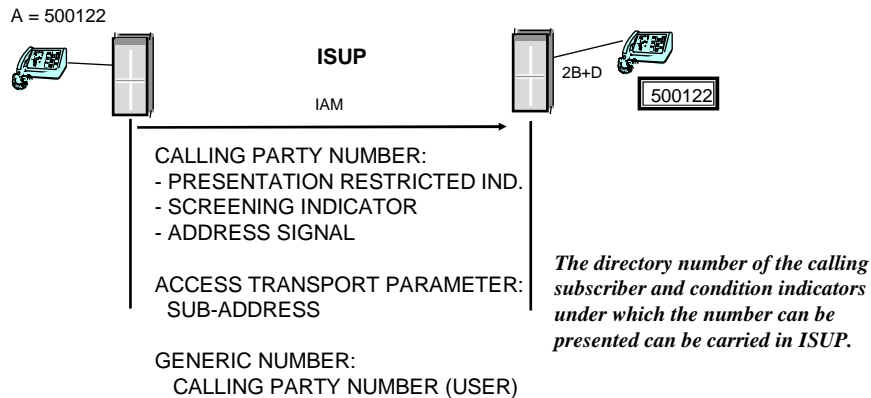 A = 500122
ISUP
2B+D
500122
IAM
CALLING PARTY NUMBER:
- PRESENTATION RESTRICTED IND.
- SCREENING INDICATOR
- ADDRESS SIGNAL
ACCESS TRANSPORT PARAMETER:
SUB-ADDRESS
GENERIC NUMBER:
CALLING PARTY NUMBER (USER)
The directory number of the calling
subscriber and condition indicators
under which the number can be
presented can be carried in ISUP.